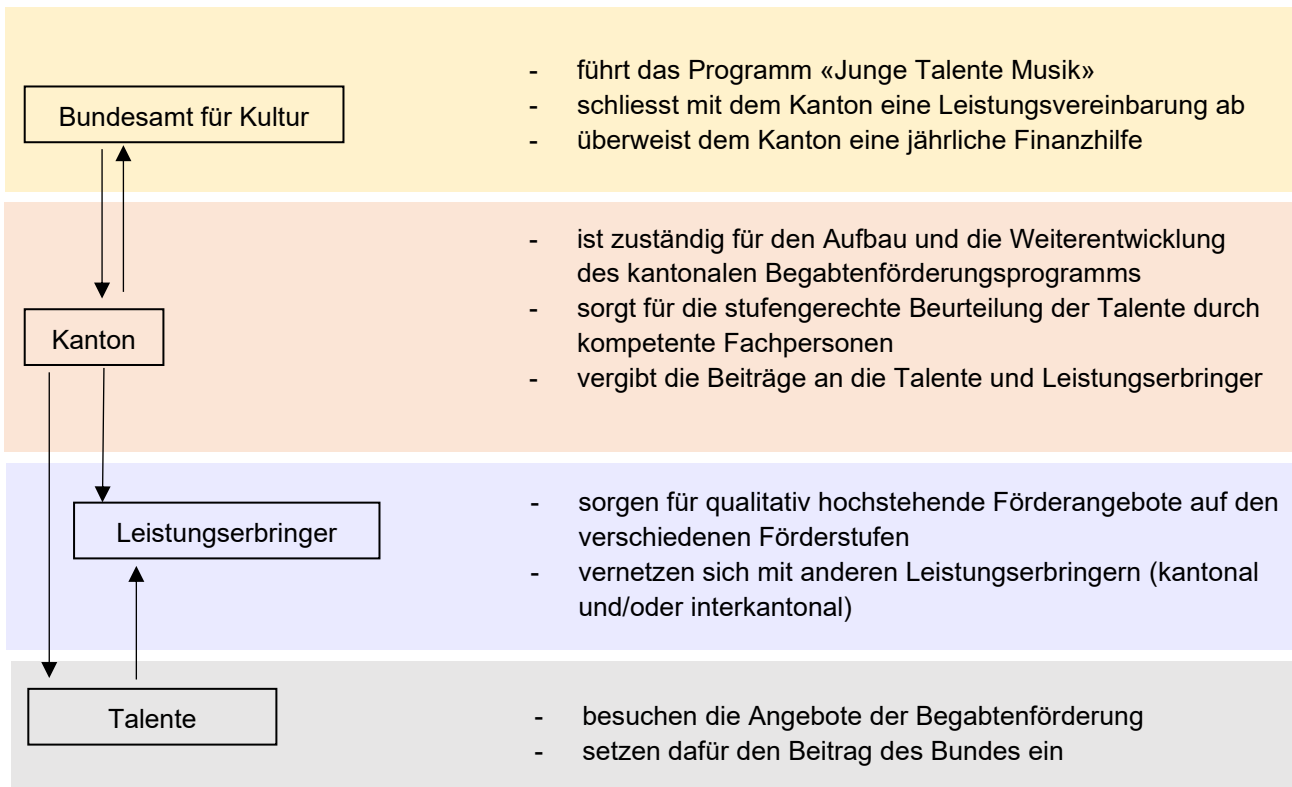 Bundesamt für Kultur
- führt das Programm «Junge Talente Musik»
- schliesst mit dem Kanton eine Leistungsvereinbarung ab
- überweist dem Kanton eine jährliche Finanzhilfe
Kanton
- ist zuständig für den Aufbau und die Weiterentwicklung
des kantonalen Begabtenförderungsprogramms
- sorgt für die stufengerechte Beurteilung der Talente durch
kompetente Fachpersonen
- vergibt die Beiträge an die Talente und Leistungserbringer
Leistungserbringer
- sorgen für qualitativ hochstehende Förderangebote auf den
verschiedenen Förderstufen
- vernetzen sich mit anderen Leistungserbringern (kantonal
und/oder interkantonal)
Talente
- besuchen die Angebote der Begabtenförderung
- setzen dafür den Beitrag des Bundes ein